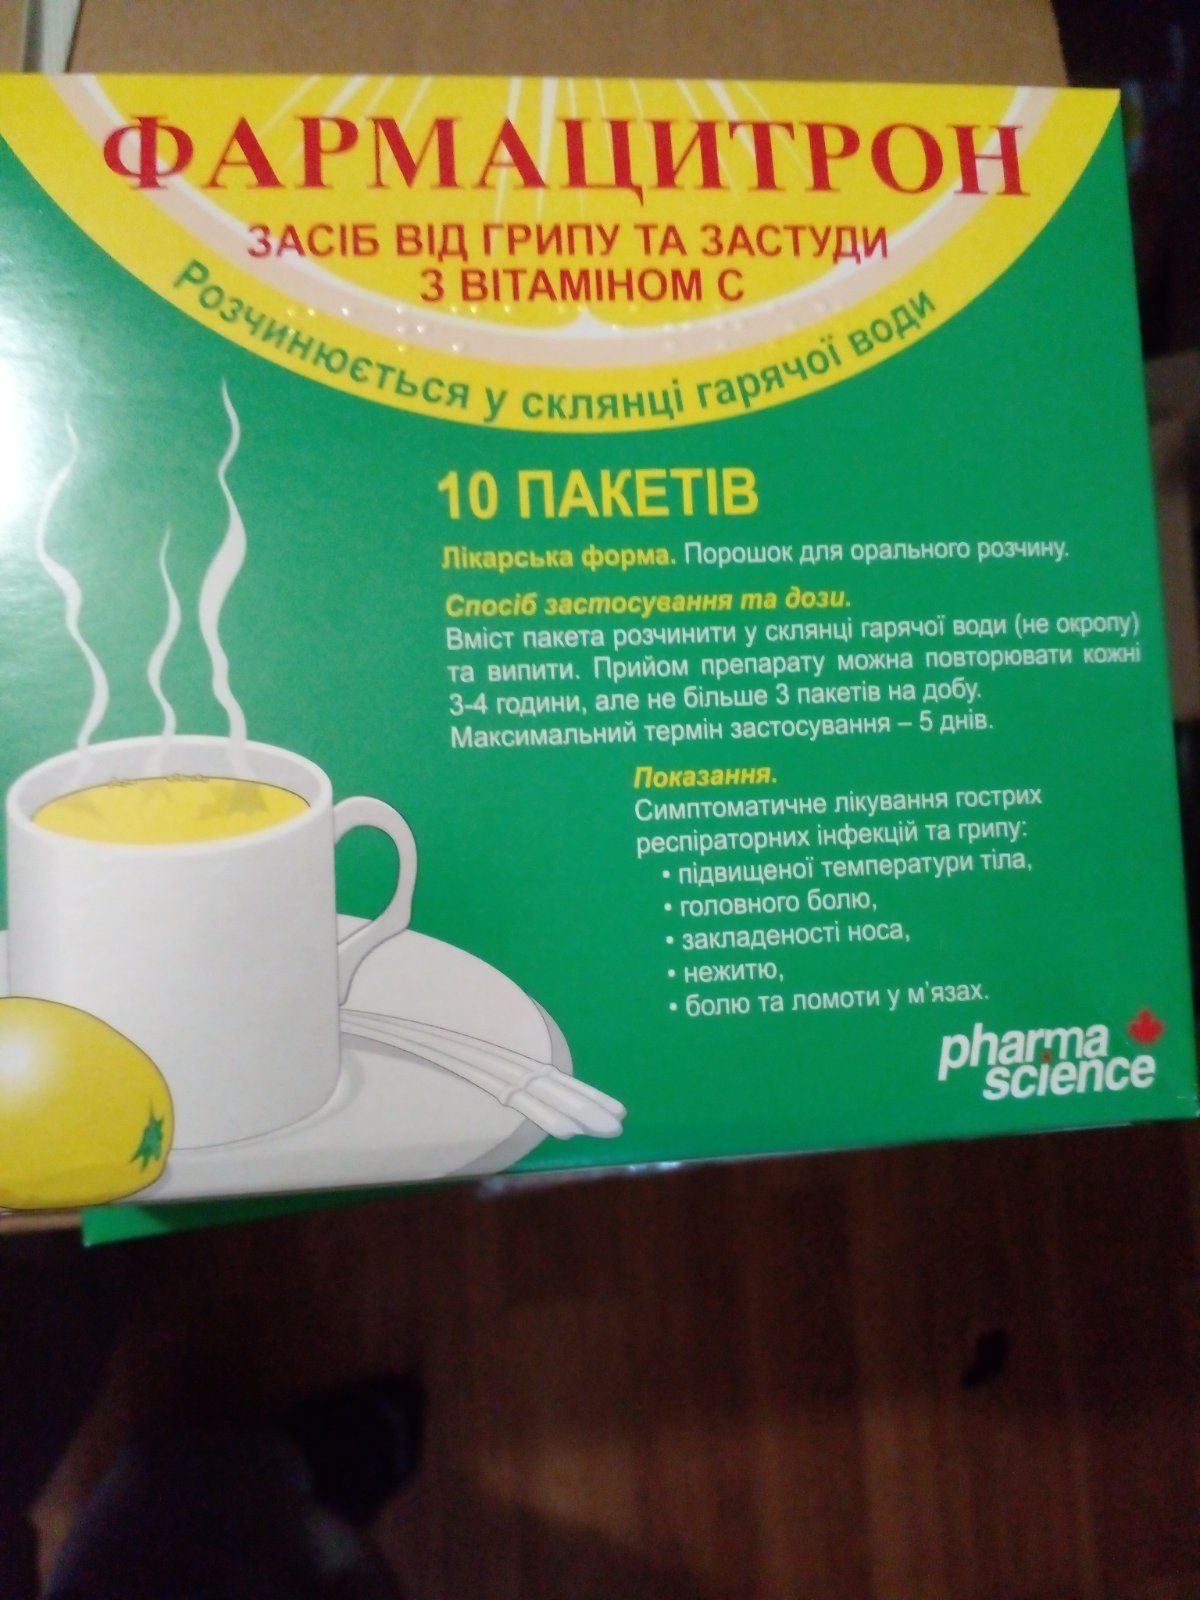 ФАРМАЦИТРОН
ЗАСІБ ВІД ГРИПУ ТА ЗАСТУДИ
З ВІТАМІНОМ С
Розчинюється у склянці гарячої води
10 ПАКЕТІВ
Лікарська форма. Порошок для орального розчину.
Спосіб застосування та дози.
Вміст пакета розчинити у склянці гарячої води (не окропу)
та випити. Прийом препарату можна повторювати кожні
3-4 години, але не більше 3 пакетів на добу.
Максимальний термін застосування – 5 днів.
Показання.
Симптоматичне лікування гострих
респіраторних інфекцій та грипу:
• підвищеної температури тіла,
• головного болю,
• закладеності носа,
• нежитю,
• болю та ломоти у м'язах.
pharma
science